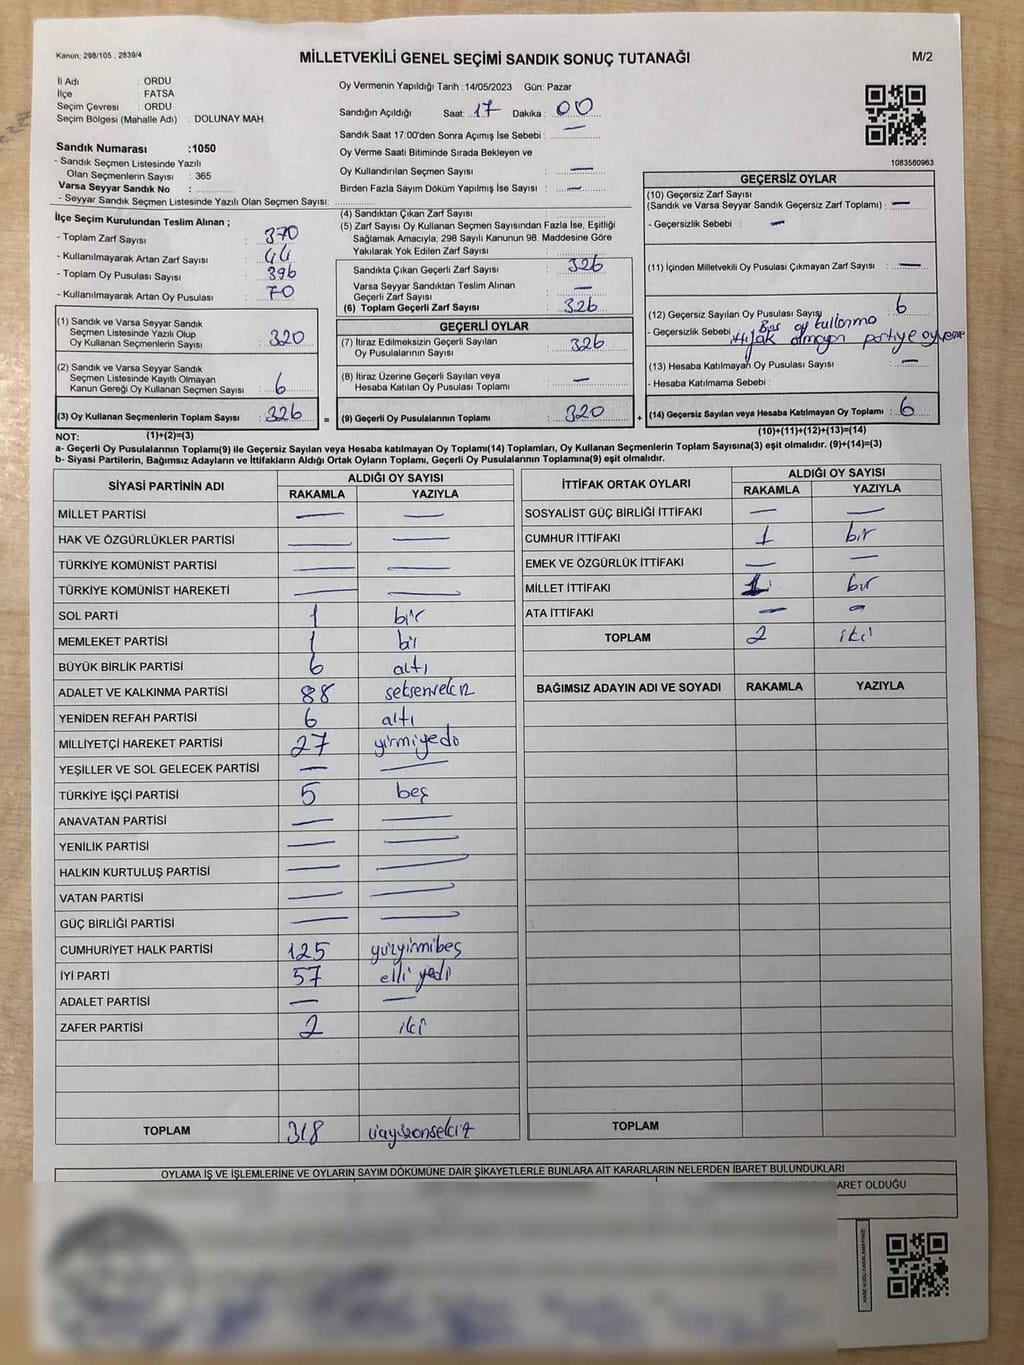 Kanun; 298/105 , 2839/4
MİLLETVEKİLİ GENEL SEÇİMİ SANDIK SONUÇ TUTANAĞI
M/2
İl Adı : ORDU
İlçe : FATSA
Seçim Çevresi : ORDU
Seçim Bölgesi (Mahalle Adı) : DOLUNAY MAH.
Oy Vermenin Yapıldığı Tarih :14/05/2023 Gün: Pazar
Sandığın Açıldığı Saat: 17 Dakika : 00
Sandık Saat 17:00'den Sonra Açımış İse Sebebi : —
Oy Verme Saati Bitiminde Sırada Bekleyen ve
Oy Kullandırılan Seçmen Sayısı : —
Birden Fazla Sayım Döküm Yapılmış İse Sayısı : —
1083580963
Sandık Numarası :1050
- Sandık Seçmen Listesinde Yazılı
Olan Seçmenlerin Sayısı : 365
Varsa Seyyar Sandık No :
- Seyyar Sandık Seçmen Listesinde Yazılı Olan Seçmen Sayısı:
İlçe Seçim Kurulundan Teslim Alınan ;
- Toplam Zarf Sayısı : 370
- Kullanılmayarak Artan Zarf Sayısı : 44
- Toplam Oy Pusulası Sayısı : 396
- Kullanılmayarak Artan Oy Pusulası : 70
(1) Sandık ve Varsa Seyyar Sandık
Seçmen Listesinde Yazılı Olup
Oy Kullanan Seçmenlerin Sayısı : 320
(2) Sandık ve Varsa Seyyar Sandık
Seçmen Listesinde Kayıtlı Olmayan
Kanun Gereği Oy Kullanan Seçmen Sayısı : 6
(3) Oy Kullanan Seçmenlerin Toplam Sayısı : 326 =
(4) Sandıktan Çıkan Zarf Sayısı :
(5) Zarf Sayısı Oy Kullanan Seçmen Sayısından Fazla İse, Eşitliği
Sağlamak Amacıyla, 298 Sayılı Kanunun 98. Maddesine Göre
Yakılarak Yok Edilen Zarf Sayısı :
Sandıkta Çıkan Geçerli Zarf Sayısı : 326
Varsa Seyyar Sandıktan Teslim Alınan
Geçerli Zarf Sayısı : —
(6) Toplam Geçerli Zarf Sayısı : 326
GEÇERLİ OYLAR
(7) İtiraz Edilmeksizin Geçerli Sayılan
Oy Pusulalarının Sayısı : 326
(8) İtiraz Üzerine Geçerli Sayılan veya
Hesaba Katılan Oy Pusulası Toplamı : —
(9) Geçerli Oy Pusulalarının Toplamı : 320 +
GEÇERSİZ OYLAR
(10) Geçersiz Zarf Sayısı
(Sandık ve Varsa Seyyar Sandık Geçersiz Zarf Toplamı) : —
- Geçersizlik Sebebi : —
(11) İçinden Milletvekili Oy Pusulası Çıkmayan Zarf Sayısı : —
(12) Geçersiz Sayılan Oy Pusulası Sayısı : 6
- Geçersizlik Sebebi : Boş oy kullanma
ittifak olmayan partiye oy verme
(13) Hesaba Katılmayan Oy Pusulası Sayısı : —
- Hesaba Katılmama Sebebi :
(14) Geçersiz Sayılan veya Hesaba Katılmayan Oy Toplamı : 6
NOT: (1)+(2)=(3)
(10)+(11)+(12)+(13)=(14)
a- Geçerli Oy Pusulalarının Toplamı(9) ile Geçersiz Sayılan veya Hesaba katılmayan Oy Toplamı(14) Toplamları, Oy Kullanan Seçmenlerin Toplam Sayısına(3) eşit olmalıdır. (9)+(14)=(3)
b- Siyasi Partilerin, Bağımsız Adayların ve İttifakların Aldığı Ortak Oyların Toplamı, Geçerli Oy Pusulalarının Toplamına(9) eşit olmalıdır.
SİYASİ PARTİNİN ADI ALDIĞI OY SAYISI
RAKAMLA YAZIYLA
MİLLET PARTİSİ — —
HAK VE ÖZGÜRLÜKLER PARTİSİ — —
TÜRKİYE KOMÜNİST PARTİSİ — —
TÜRKİYE KOMÜNİST HAREKETİ — —
SOL PARTİ 1 bir
MEMLEKET PARTİSİ 1 bir
BÜYÜK BİRLİK PARTİSİ 6 altı
ADALET VE KALKINMA PARTİSİ 88 seksensekiz
YENİDEN REFAH PARTİSİ 6 altı
MİLLİYETÇİ HAREKET PARTİSİ 27 yirmiyedi
YEŞİLLER VE SOL GELECEK PARTİSİ — —
TÜRKİYE İŞÇİ PARTİSİ 5 beş
ANAVATAN PARTİSİ — —
YENİLİK PARTİSİ — —
HALKIN KURTULUŞ PARTİSİ — —
VATAN PARTİSİ — —
GÜÇ BİRLİĞİ PARTİSİ — —
CUMHURİYET HALK PARTİSİ 125 yüzyirmibeş
İYİ PARTİ 57 elli yedi
ADALET PARTİSİ — —
ZAFER PARTİSİ 2 iki
TOPLAM 318
İTTİFAK ORTAK OYLARI ALDIĞI OY SAYISI
RAKAMLA YAZIYLA
SOSYALİST GÜÇ BİRLİĞİ İTTİFAKI — —
CUMHUR İTTİFAKI 1 bir
EMEK VE ÖZGÜRLÜK İTTİFAKI — —
MİLLET İTTİFAKI 1 bir
ATA İTTİFAKI — —
TOPLAM 2 iki
BAĞIMSIZ ADAYIN ADI VE SOYADI RAKAMLA YAZIYLA
TOPLAM
OYLAMA İŞ VE İŞLEMLERİNE VE OYLARIN SAYIM DÖKÜMÜNE DAİR ŞİKAYETLERLE BUNLARA AİT KARARLARIN NELERDEN İBARET BULUNDUKLARI
ARET OLDUĞU